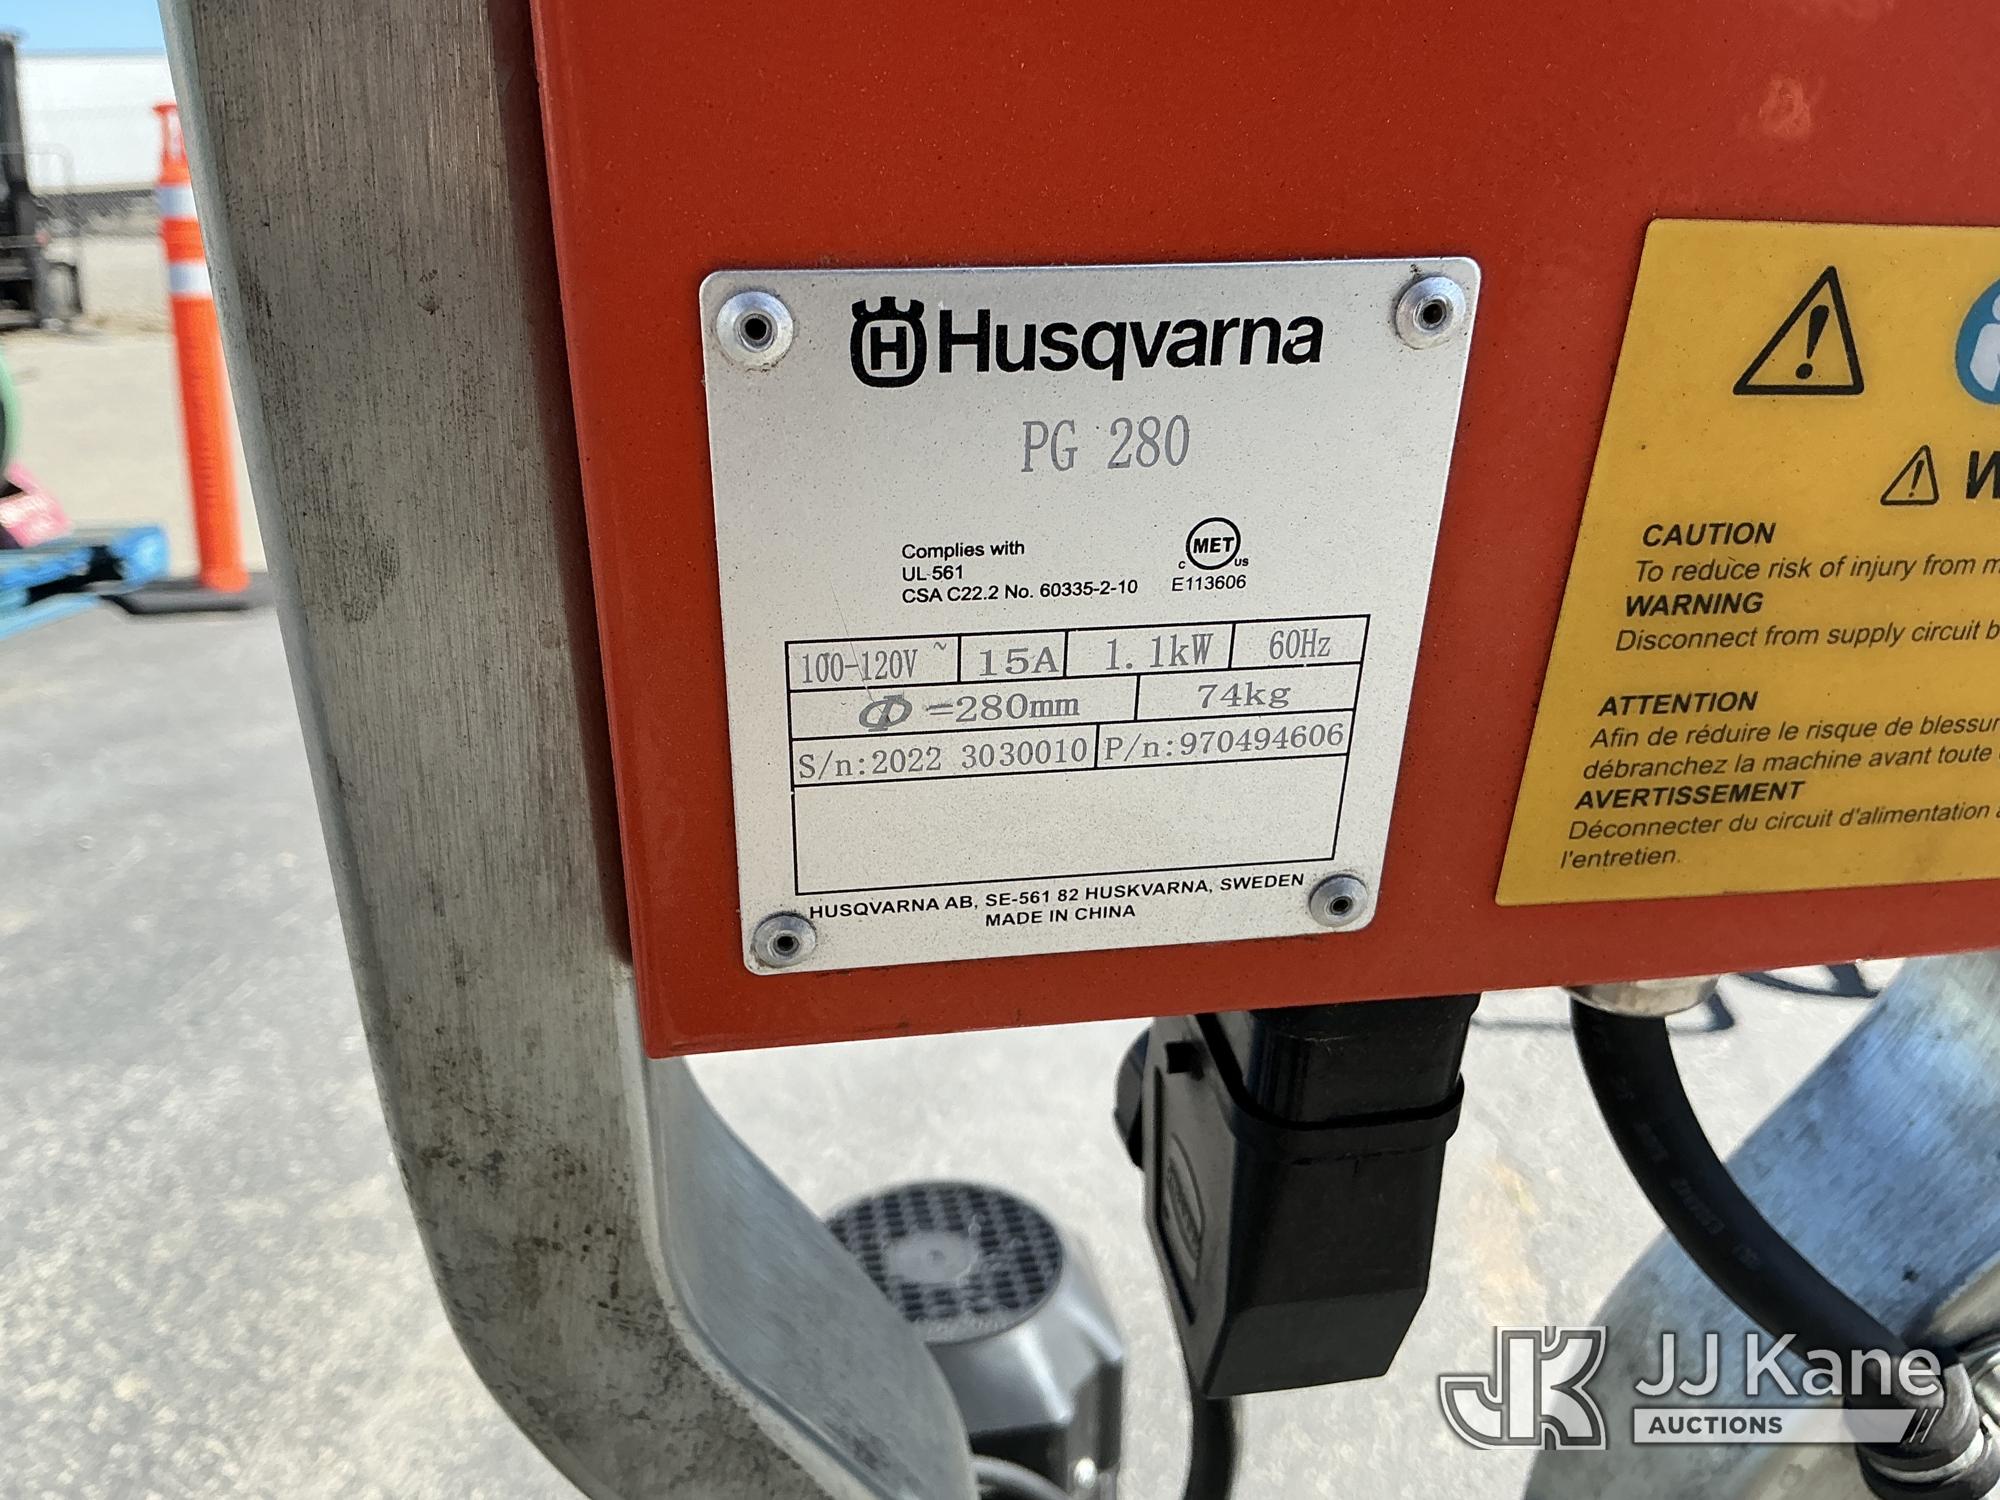 H Husqvarna
PG 280
Complies with
UL 561
CSA C22.2 No. 60335-2-10
c MET us
E113606
100-120V ~ 15A 1.1kW 60Hz
Φ=280mm 74kg
S/n:2022 3030010 P/n:970494606
HUSQVARNA AB, SE-561 82 HUSKVARNA, SWEDEN
MADE IN CHINA
CAUTION
To reduce risk of injury from
WARNING
Disconnect from supply circuit
ATTENTION
Afin de réduire le risque de
débranchez la machine avant toute
AVERTISSEMENT
Déconnecter du circuit d'alimentation
l'entretien.
JK JJ Kane
AUCTIONS